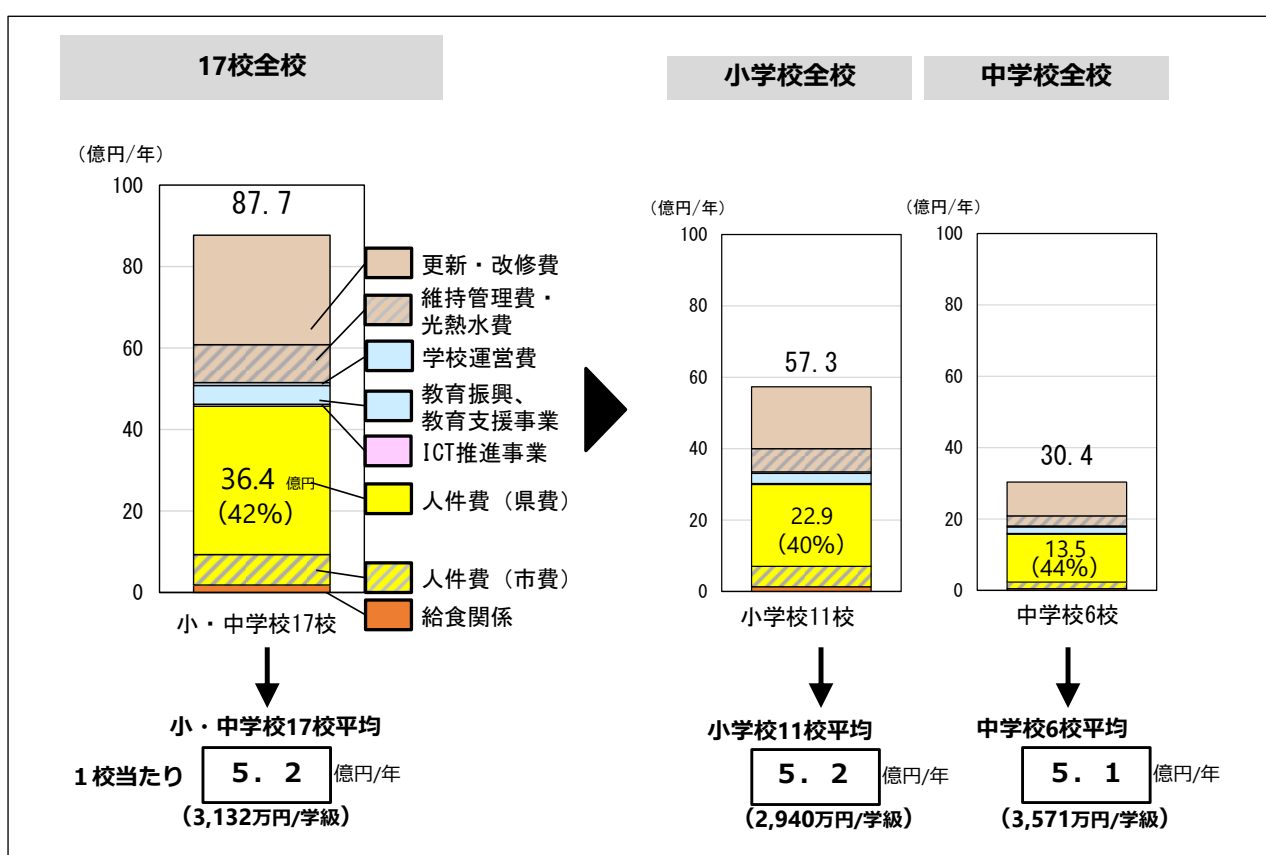 17校全校
(億円/年)
100
80
60
40
20
0
87.7
36.4 億円
(42%)
小・中学校17校
更新・改修費
維持管理費・
光熱水費
学校運営費
教育振興、
教育支援事業
ICT推進事業
人件費（県費）
人件費（市費）
給食関係
小・中学校17校平均
1校当たり
5.2
億円/年
(3,132万円/学級)
小学校全校
(億円/年)
100
80
60
40
20
0
57.3
22.9
(40%)
小学校11校
小学校11校平均
5.2
億円/年
(2,940万円/学級)
中学校全校
(億円/年)
100
80
60
40
20
0
30.4
13.5
(44%)
中学校6校
中学校6校平均
5.1
億円/年
(3,571万円/学級)